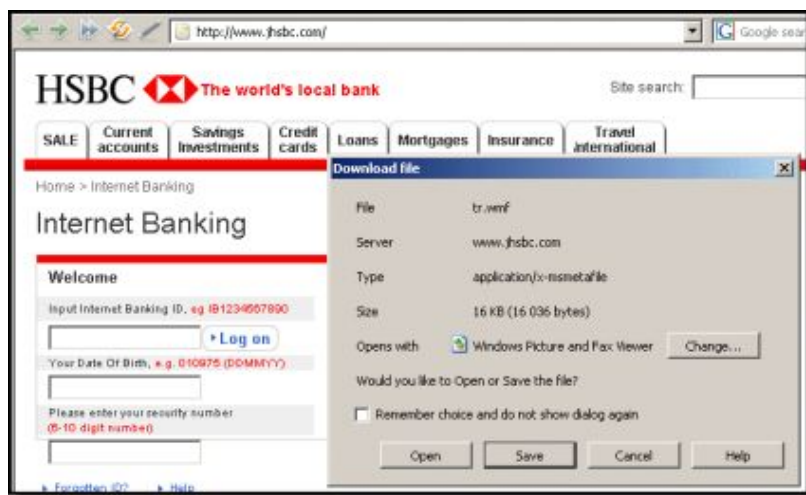 http://www.jhsbc.com/
Google sear
HSBC The world's local bank
Site search:
SALE
Current accounts
Savings Investments
Credit cards
Loans
Mortgages
Insurance
Travel International
Home > Internet Banking
Internet Banking
Welcome
Input Internet Banking ID, eg IB1234567890
Log on
Your Date Of Birth, e.g. 010975 (DDMMYY)
Please enter your security number
(6-10 digit number)
Forgotten ID?
Help
Download file
File tr.wmf
Server www.jhsbc.com
Type application/x-msmetafile
Size 16 KB (16 036 bytes)
Opens with Windows Picture and Fax Viewer Change...
Would you like to Open or Save the file?
Remember choice and do not show dialog again
Open Save Cancel Help